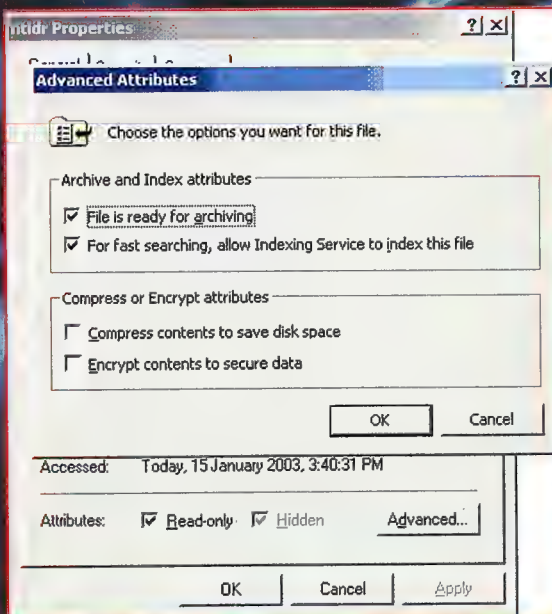 ntldr Properties
Advanced Attributes
Choose the options you want for this file.
Archive and Index attributes
File is ready for archiving
For fast searching, allow Indexing Service to index this file
Compress or Encrypt attributes
Compress contents to save disk space
Encrypt contents to secure data
OK Cancel
Accessed: Today, 15 January 2003, 3:40:31 PM
Attributes: Read-only Hidden Advanced...
OK Cancel Apply